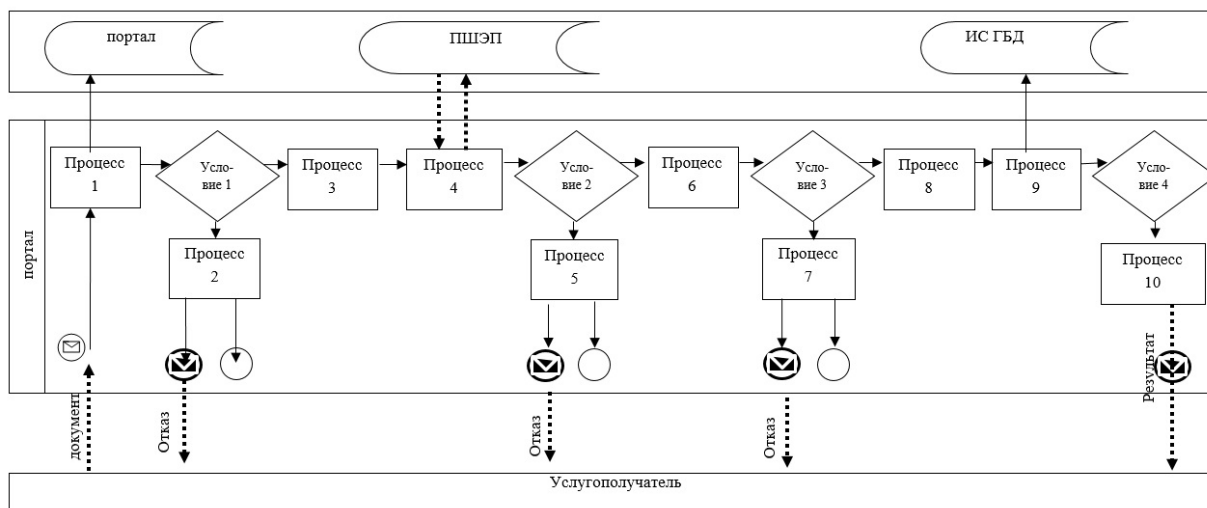 портал
ПШЭП
ИС ГБД
портал
Процесс
1
Усло-
вие 1
Процесс
3
Процесс
4
Усло-
вие 2
Процесс
6
Усло-
вие 3
Процесс
8
Процесс
9
Усло-
вие 4
Процесс
2
Процесс
5
Процесс
7
Процесс
10
документ
Отказ
Отказ
Отказ
Результат
Услугополучатель